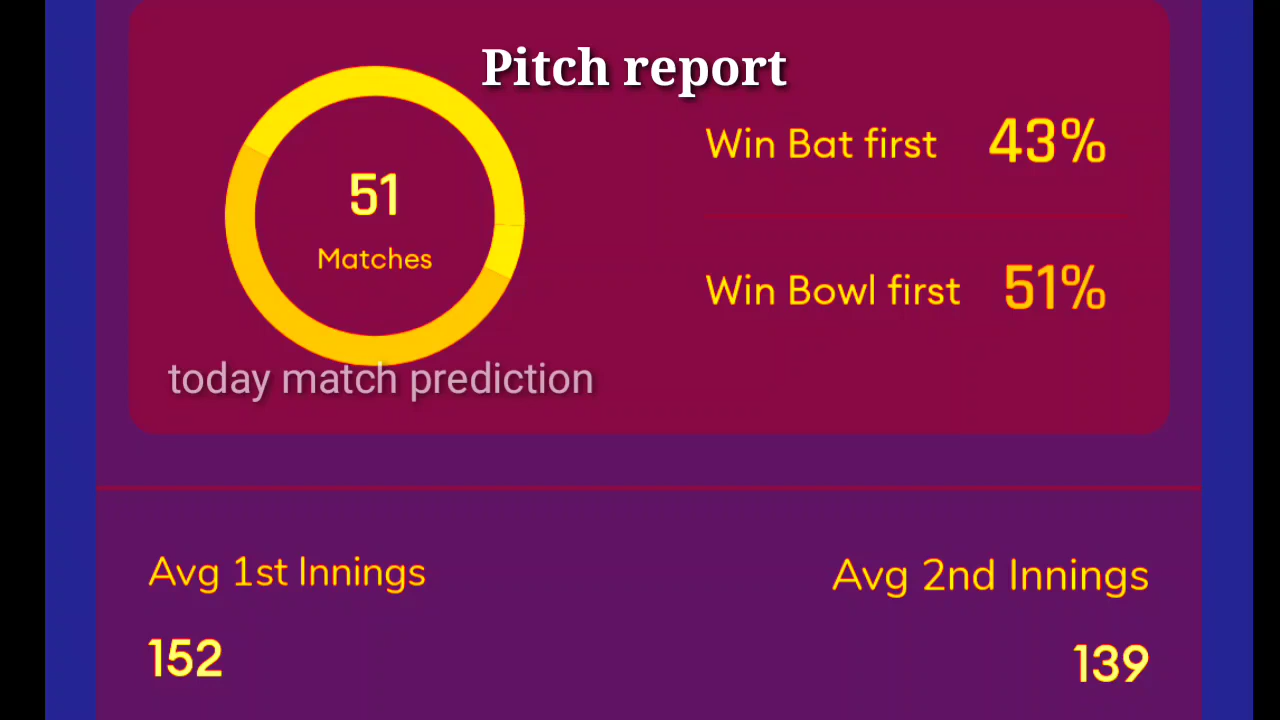 Pitch report
51
Matches
Win Bat first 43%
Win Bowl first 51%
today match prediction
Avg 1st Innings Avg 2nd Innings
152 139